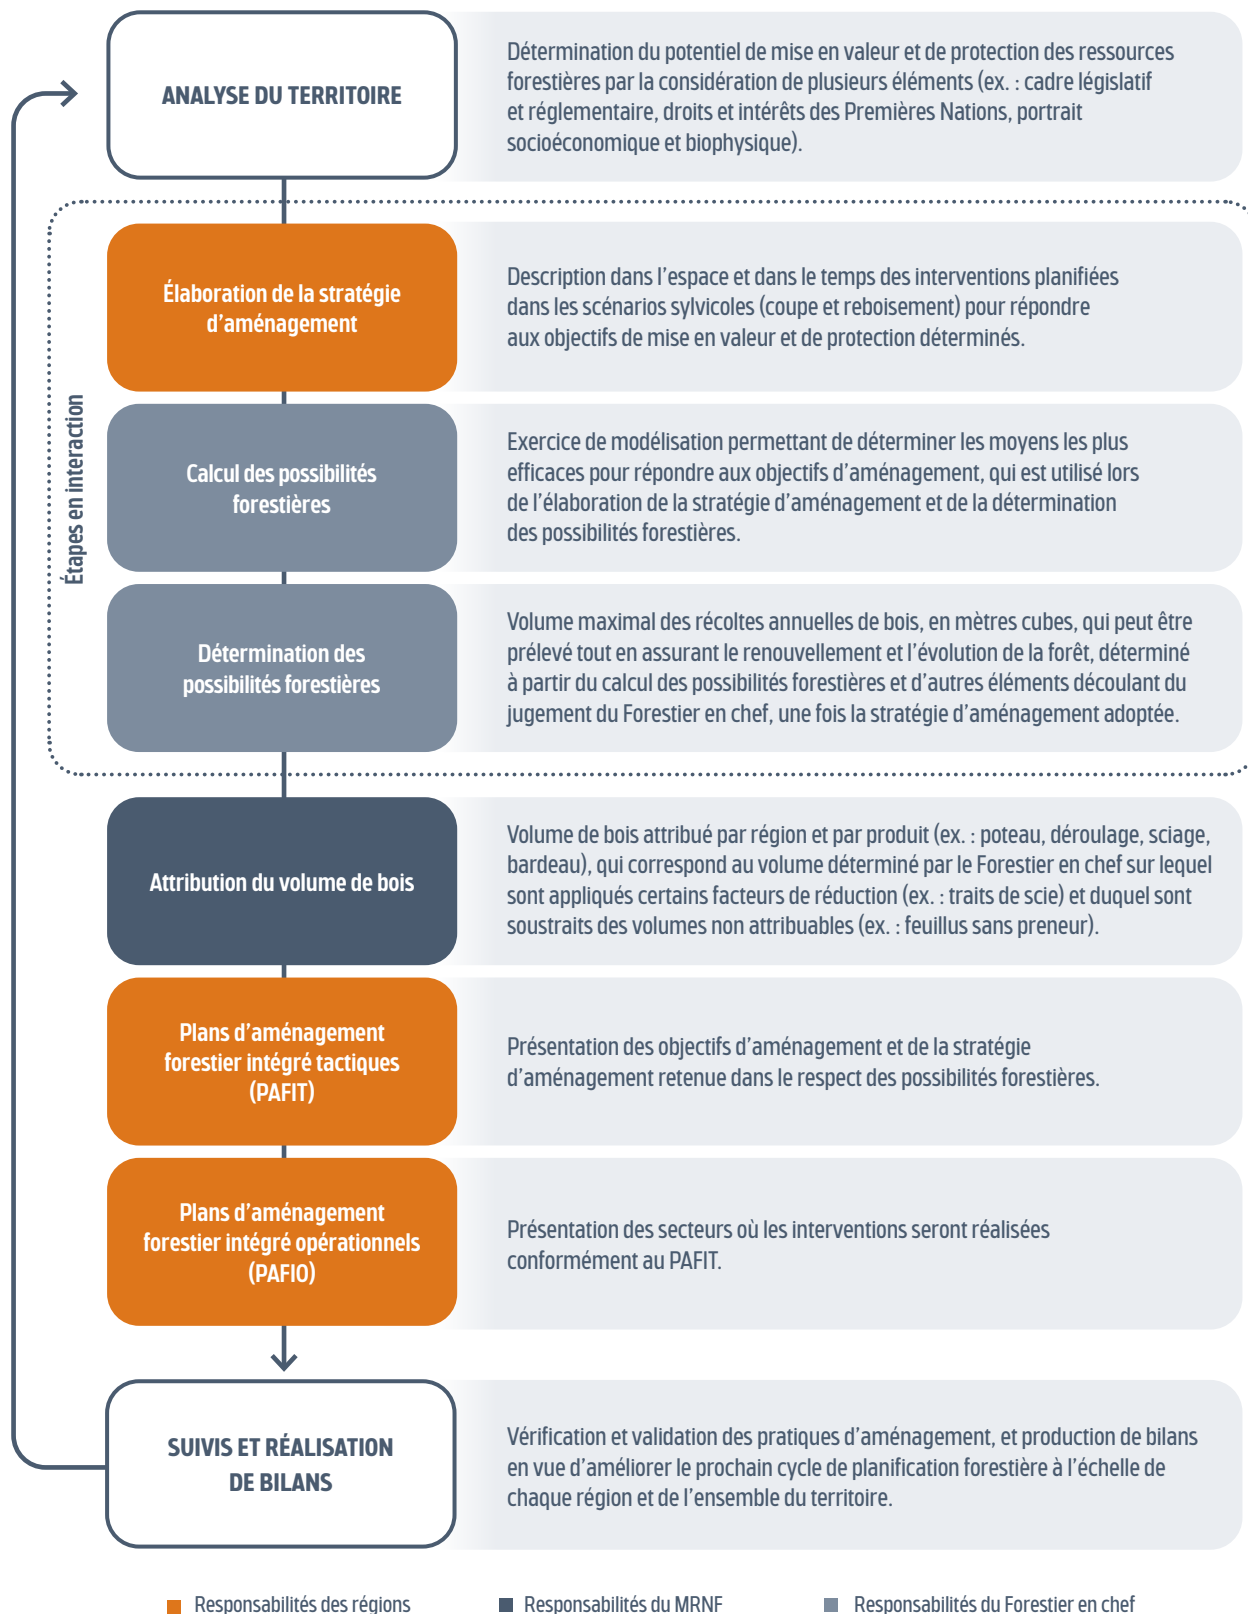 ANALYSE DU TERRITOIRE
Détermination du potentiel de mise en valeur et de protection des ressources
forestières par la considération de plusieurs éléments (ex. : cadre législatif
et réglementaire, droits et intérêts des Premières Nations, portrait
socioéconomique et biophysique).
Étapes en interaction
Élaboration de la stratégie
d’aménagement
Description dans l’espace et dans le temps des interventions planifiées
dans les scénarios sylvicoles (coupe et reboisement) pour répondre
aux objectifs de mise en valeur et de protection déterminés.
Calcul des possibilités
forestières
Exercice de modélisation permettant de déterminer les moyens les plus
efficaces pour répondre aux objectifs d’aménagement, qui est utilisé lors
de l’élaboration de la stratégie d’aménagement et de la détermination
des possibilités forestières.
Détermination des
possibilités forestières
Volume maximal des récoltes annuelles de bois, en mètres cubes, qui peut être
prélevé tout en assurant le renouvellement et l’évolution de la forêt, déterminé
à partir du calcul des possibilités forestières et d’autres éléments découlant du
jugement du Forestier en chef, une fois la stratégie d’aménagement adoptée.
Attribution du volume de bois
Volume de bois attribué par région et par produit (ex. : poteau, déroulage, sciage,
bardeau), qui correspond au volume déterminé par le Forestier en chef sur lequel
sont appliqués certains facteurs de réduction (ex. : traits de scie) et duquel sont
soustraits des volumes non attribuables (ex. : feuillus sans preneur).
Plans d’aménagement
forestier intégré tactiques
(PAFIT)
Présentation des objectifs d’aménagement et de la stratégie
d’aménagement retenue dans le respect des possibilités forestières.
Plans d’aménagement
forestier intégré opérationnels
(PAFIO)
Présentation des secteurs où les interventions seront réalisées
conformément au PAFIT.
SUIVIS ET RÉALISATION
DE BILANS
Vérification et validation des pratiques d’aménagement, et production de bilans
en vue d’améliorer le prochain cycle de planification forestière à l’échelle de
chaque région et de l’ensemble du territoire.
Responsabilités des régions
Responsabilités du MRNF
Responsabilités du Forestier en chef